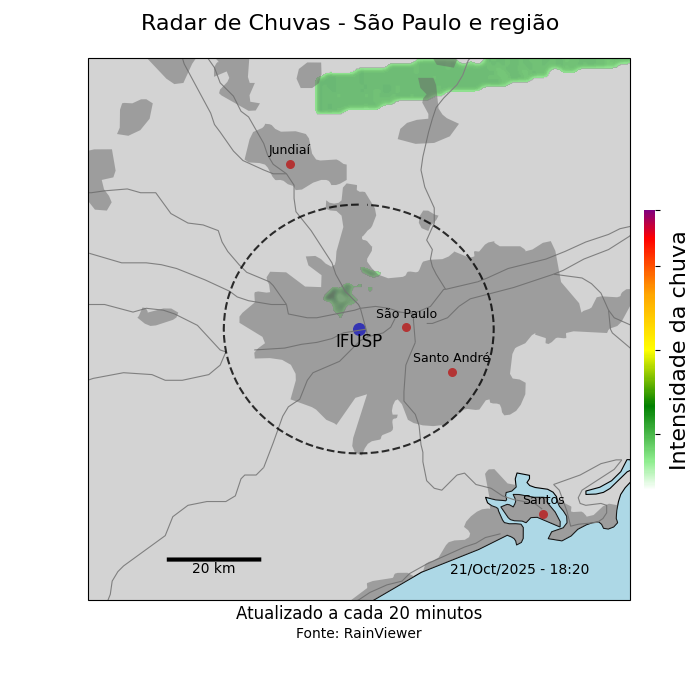 Radar de Chuvas - São Paulo e região
Jundiaí
São Paulo
IFUSP
Santo André
Intensidade da chuva
Santos
20 km
21/Oct/2025 - 18:20
Atualizado a cada 20 minutos
Fonte: RainViewer